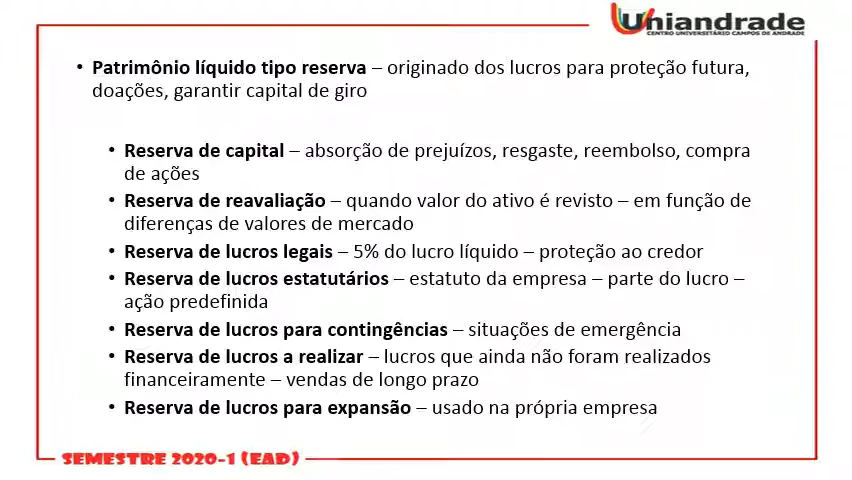 Uniandrade
CENTRO UNIVERSITÁRIO CAMPOS DE ANDRADE
• Patrimônio líquido tipo reserva – originado dos lucros para proteção futura,
doações, garantir capital de giro
• Reserva de capital – absorção de prejuízos, resgaste, reembolso, compra
de ações
• Reserva de reavaliação – quando valor do ativo é revisto – em função de
diferenças de valores de mercado
• Reserva de lucros legais – 5% do lucro líquido – proteção ao credor
• Reserva de lucros estatutários – estatuto da empresa – parte do lucro –
ação predefinida
• Reserva de lucros para contingências – situações de emergência
• Reserva de lucros a realizar – lucros que ainda não foram realizados
financeiramente – vendas de longo prazo
• Reserva de lucros para expansão – usado na própria empresa
SEMESTRE 2020-1 (EAD)